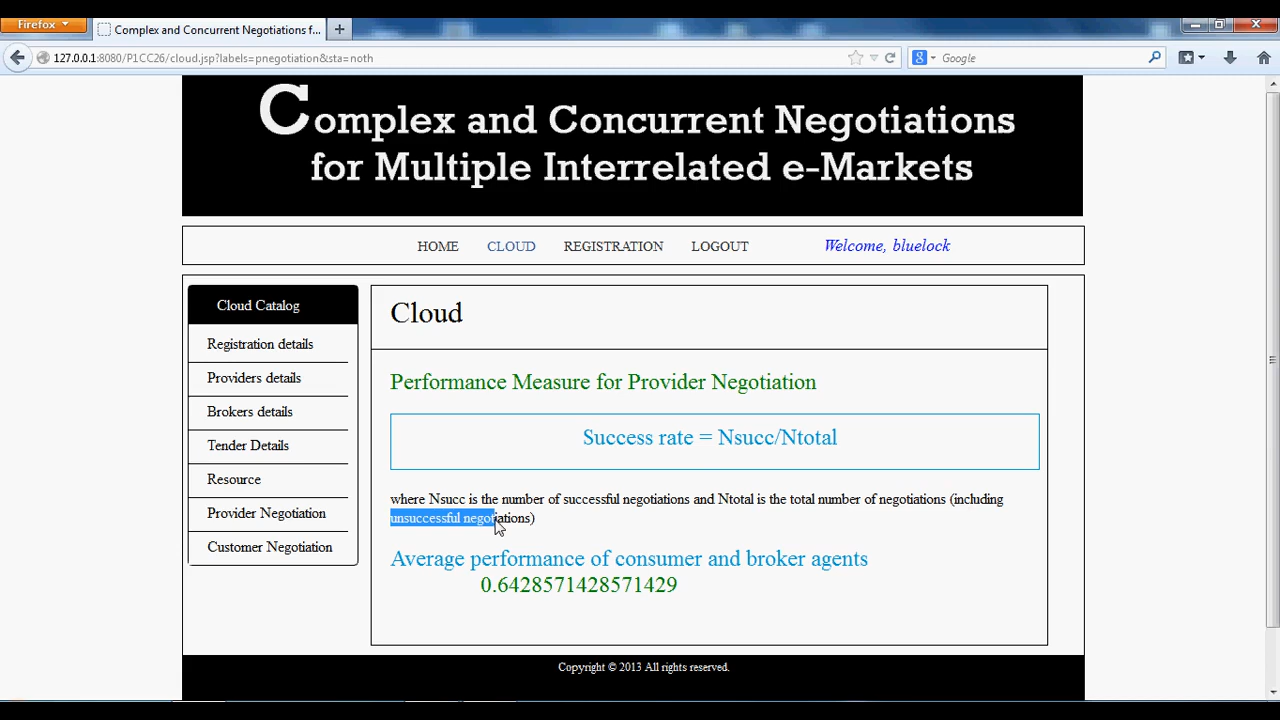 Firefox
Complex and Concurrent Negotiations f...
127.0.0.1:8080/P1CC26/cloud.jsp?labels=pnegotiation&sta=noth
Google
Complex and Concurrent Negotiations
for Multiple Interrelated e-Markets
HOME CLOUD REGISTRATION LOGOUT Welcome, bluelock
Cloud Catalog
Registration details
Providers details
Brokers details
Tender Details
Resource
Provider Negotiation
Customer Negotiation
Cloud
Performance Measure for Provider Negotiation
Success rate = Nsucc/Ntotal
where Nsucc is the number of successful negotiations and Ntotal is the total number of negotiations (including
unsuccessful negotiations)
Average performance of consumer and broker agents
0.6428571428571429
Copyright © 2013 All rights reserved.